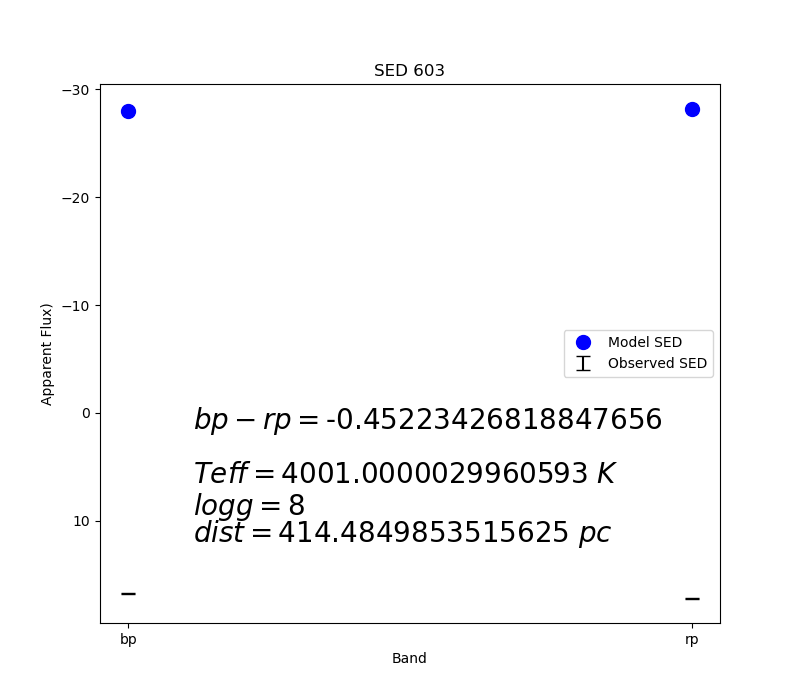 SED 603
Apparent Flux)
−30
−20
−10
0
10
Model SED
Observed SED
bp − rp = -0.45223426818847656
Teff = 4001.0000029960593 K
logg = 8
dist = 414.4849853515625 pc
bp
rp
Band